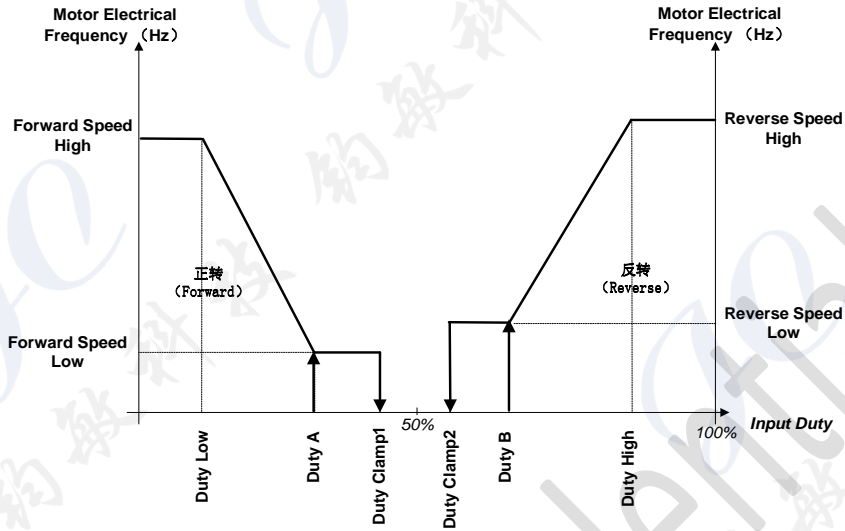 Motor Electrical
Frequency （Hz）
Motor Electrical
Frequency （Hz）
Forward Speed
High
Reverse Speed
High
正转
（Forward）
反转
（Reverse）
Forward Speed
Low
Reverse Speed
Low
50%
100%
Input Duty
Duty Low
Duty A
Duty Clamp1
Duty Clamp2
Duty B
Duty High